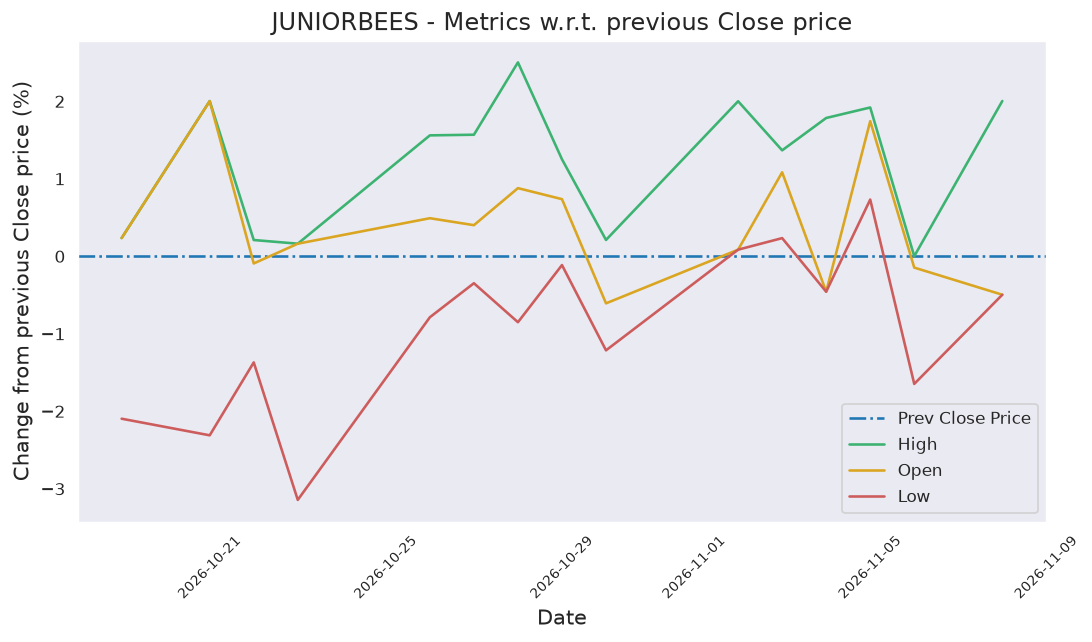 JUNIORBEES - Metrics w.r.t. previous Close price
Change from previous Close price (%)
2
1
0
−1
−2
−3
Prev Close Price
High
Open
Low
2026-10-21
2026-10-25
2026-10-29
2026-11-01
2026-11-05
2026-11-09
Date